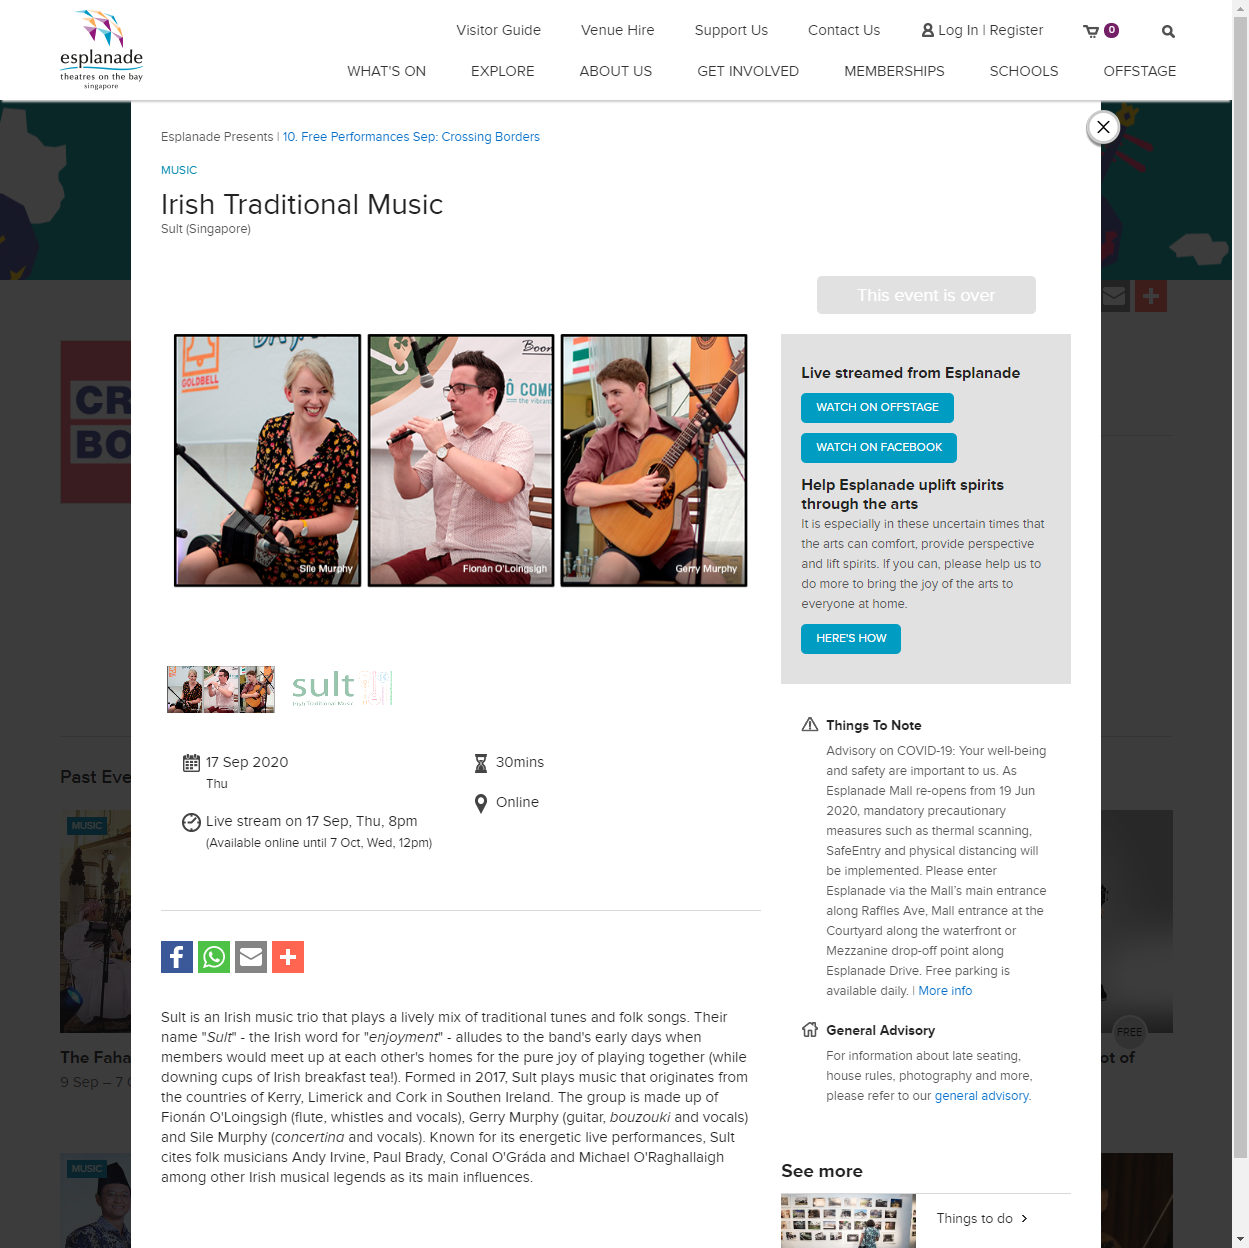 esplanade
theatres on the bay
singapore
Visitor Guide
Venue Hire
Support Us
Contact Us
Log In | Register
0
WHAT'S ON
EXPLORE
ABOUT US
GET INVOLVED
MEMBERSHIPS
SCHOOLS
OFFSTAGE
Esplanade Presents | 10. Free Performances Sep: Crossing Borders
MUSIC
Irish Traditional Music
Sult (Singapore)
This event is over
GOLDBELL
Sile Murphy
Boon
Ô COMP
the vibran
Fionán O'Loingsigh
Gerry Murphy
sult
Irish Traditional Music
17 Sep 2020
Thu
Live stream on 17 Sep, Thu, 8pm
(Available online until 7 Oct, Wed, 12pm)
30mins
Online
Sult is an Irish music trio that plays a lively mix of traditional tunes and folk songs. Their
name "Sult" - the Irish word for "enjoyment" - alludes to the band's early days when
members would meet up at each other's homes for the pure joy of playing together (while
downing cups of Irish breakfast tea!). Formed in 2017, Sult plays music that originates from
the countries of Kerry, Limerick and Cork in Southen Ireland. The group is made up of
Fionán O'Loingsigh (flute, whistles and vocals), Gerry Murphy (guitar, bouzouki and vocals)
and Sile Murphy (concertina and vocals). Known for its energetic live performances, Sult
cites folk musicians Andy Irvine, Paul Brady, Conal O'Gráda and Michael O'Raghallaigh
among other Irish musical legends as its main influences.
Live streamed from Esplanade
WATCH ON OFFSTAGE
WATCH ON FACEBOOK
Help Esplanade uplift spirits
through the arts
It is especially in these uncertain times that
the arts can comfort, provide perspective
and lift spirits. If you can, please help us to
do more to bring the joy of the arts to
everyone at home.
HERE'S HOW
Things To Note
Advisory on COVID-19: Your well-being
and safety are important to us. As
Esplanade Mall re-opens from 19 Jun
2020, mandatory precautionary
measures such as thermal scanning,
SafeEntry and physical distancing will
be implemented. Please enter
Esplanade via the Mall's main entrance
along Raffles Ave, Mall entrance at the
Courtyard along the waterfront or
Mezzanine drop-off point along
Esplanade Drive. Free parking is
available daily. | More info
General Advisory
For information about late seating,
house rules, photography and more,
please refer to our general advisory.
See more
Things to do
CR
BO
Past Eve
MUSIC
The Faha
9 Sep – 7 O
MUSIC
FREE
ot of